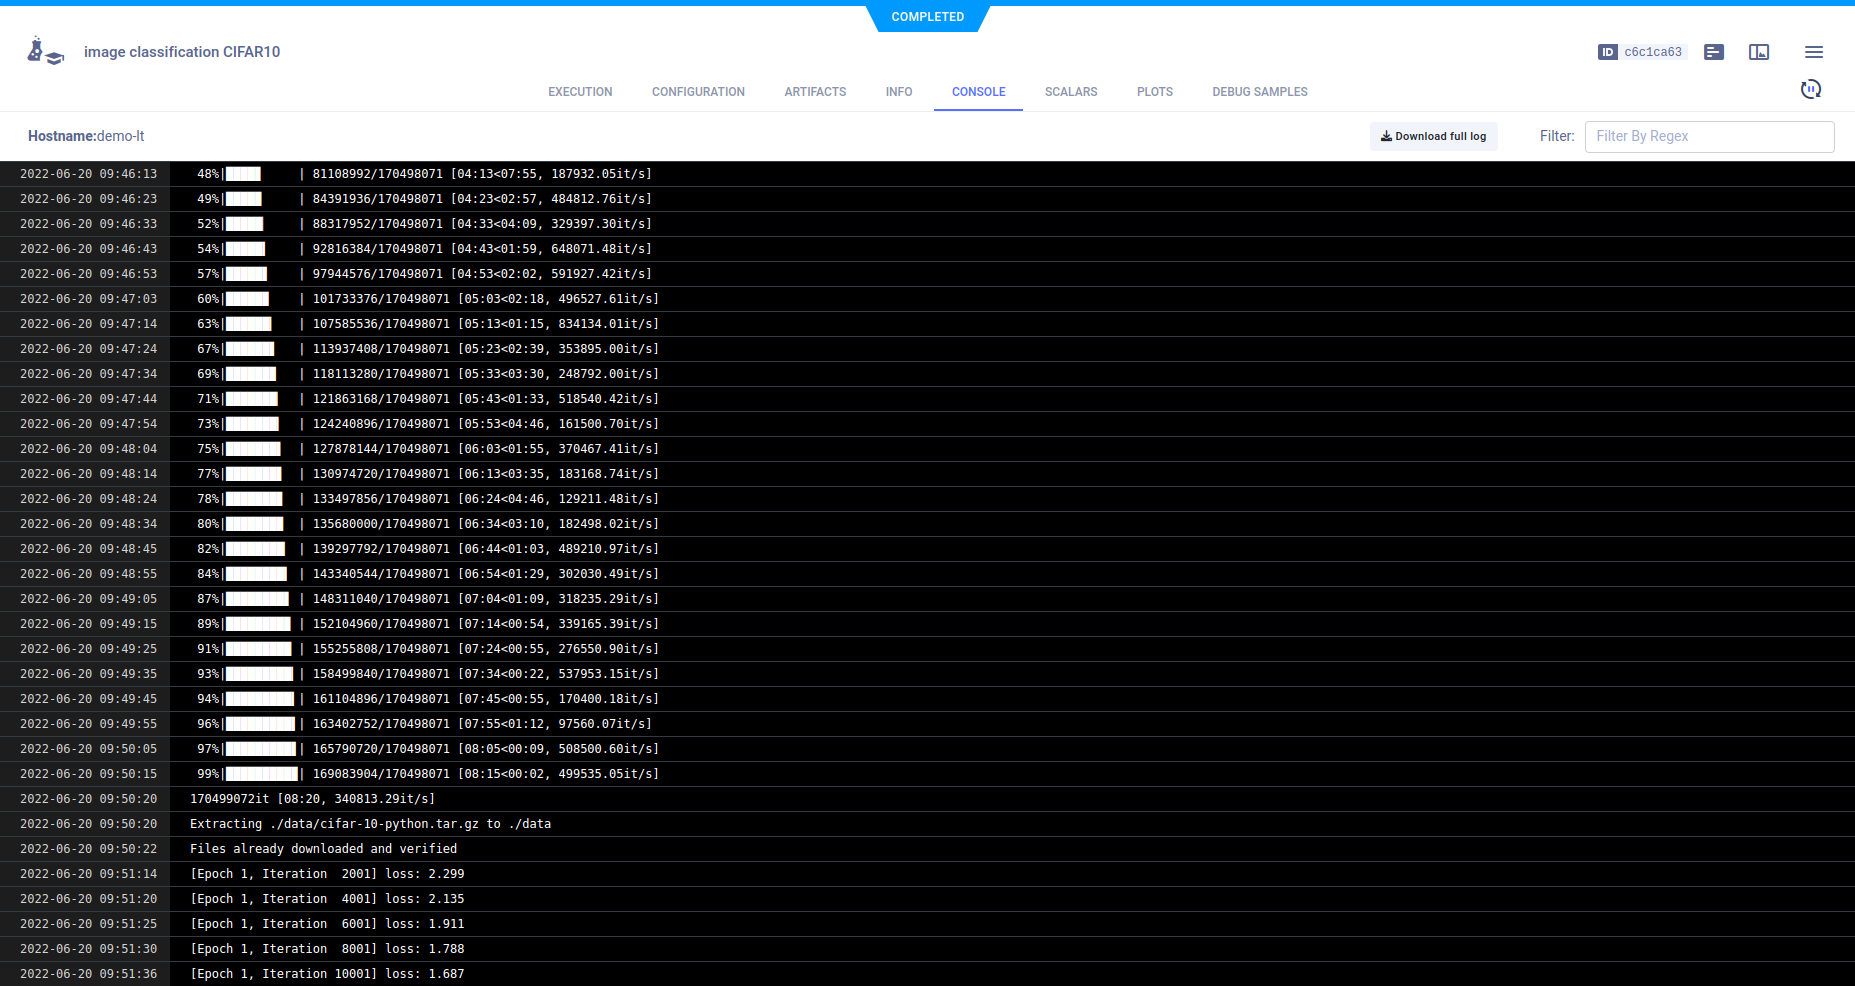 COMPLETED
image classification CIFAR10
ID c6c1ca63
EXECUTION CONFIGURATION ARTIFACTS INFO CONSOLE SCALARS PLOTS DEBUG SAMPLES
Hostname:demo-lt Download full log Filter: Filter By Regex
2022-06-20 09:46:13 48%|█████ | 81108992/170498071 [04:13<07:55, 187932.05it/s]
2022-06-20 09:46:23 49%|█████ | 84391936/170498071 [04:23<02:57, 484812.76it/s]
2022-06-20 09:46:33 52%|█████ | 88317952/170498071 [04:33<04:09, 329397.30it/s]
2022-06-20 09:46:43 54%|█████ | 92816384/170498071 [04:43<01:59, 648071.48it/s]
2022-06-20 09:46:53 57%|██████ | 97944576/170498071 [04:53<02:02, 591927.42it/s]
2022-06-20 09:47:03 60%|██████ | 101733376/170498071 [05:03<02:18, 496527.61it/s]
2022-06-20 09:47:14 63%|██████ | 107585536/170498071 [05:13<01:15, 834134.01it/s]
2022-06-20 09:47:24 67%|███████ | 113937408/170498071 [05:23<02:39, 353895.00it/s]
2022-06-20 09:47:34 69%|███████ | 118113280/170498071 [05:33<03:30, 248792.00it/s]
2022-06-20 09:47:44 71%|███████ | 121863168/170498071 [05:43<01:33, 518540.42it/s]
2022-06-20 09:47:54 73%|███████ | 124240896/170498071 [05:53<04:46, 161500.70it/s]
2022-06-20 09:48:04 75%|████████ | 127878144/170498071 [06:03<01:55, 370467.41it/s]
2022-06-20 09:48:14 77%|████████ | 130974720/170498071 [06:13<03:35, 183168.74it/s]
2022-06-20 09:48:24 78%|████████ | 133497856/170498071 [06:24<04:46, 129211.48it/s]
2022-06-20 09:48:34 80%|████████ | 135680000/170498071 [06:34<03:10, 182498.02it/s]
2022-06-20 09:48:45 82%|████████ | 139297792/170498071 [06:44<01:03, 489210.97it/s]
2022-06-20 09:48:55 84%|████████ | 143340544/170498071 [06:54<01:29, 302030.49it/s]
2022-06-20 09:49:05 87%|█████████ | 148311040/170498071 [07:04<01:09, 318235.29it/s]
2022-06-20 09:49:15 89%|█████████ | 152104960/170498071 [07:14<00:54, 339165.39it/s]
2022-06-20 09:49:25 91%|█████████ | 155255808/170498071 [07:24<00:55, 276550.90it/s]
2022-06-20 09:49:35 93%|█████████ | 158499840/170498071 [07:34<00:22, 537953.15it/s]
2022-06-20 09:49:45 94%|█████████ | 161104896/170498071 [07:45<00:55, 170400.18it/s]
2022-06-20 09:49:55 96%|██████████| 163402752/170498071 [07:55<01:12, 97560.07it/s]
2022-06-20 09:50:05 97%|██████████| 165790720/170498071 [08:05<00:09, 508500.60it/s]
2022-06-20 09:50:15 99%|██████████| 169083904/170498071 [08:15<00:02, 499535.05it/s]
2022-06-20 09:50:20 170499072it [08:20, 340813.29it/s]
2022-06-20 09:50:20 Extracting ./data/cifar-10-python.tar.gz to ./data
2022-06-20 09:50:22 Files already downloaded and verified
2022-06-20 09:51:14 [Epoch 1, Iteration  2001] loss: 2.299
2022-06-20 09:51:20 [Epoch 1, Iteration  4001] loss: 2.135
2022-06-20 09:51:25 [Epoch 1, Iteration  6001] loss: 1.911
2022-06-20 09:51:30 [Epoch 1, Iteration  8001] loss: 1.788
2022-06-20 09:51:36 [Epoch 1, Iteration 10001] loss: 1.687